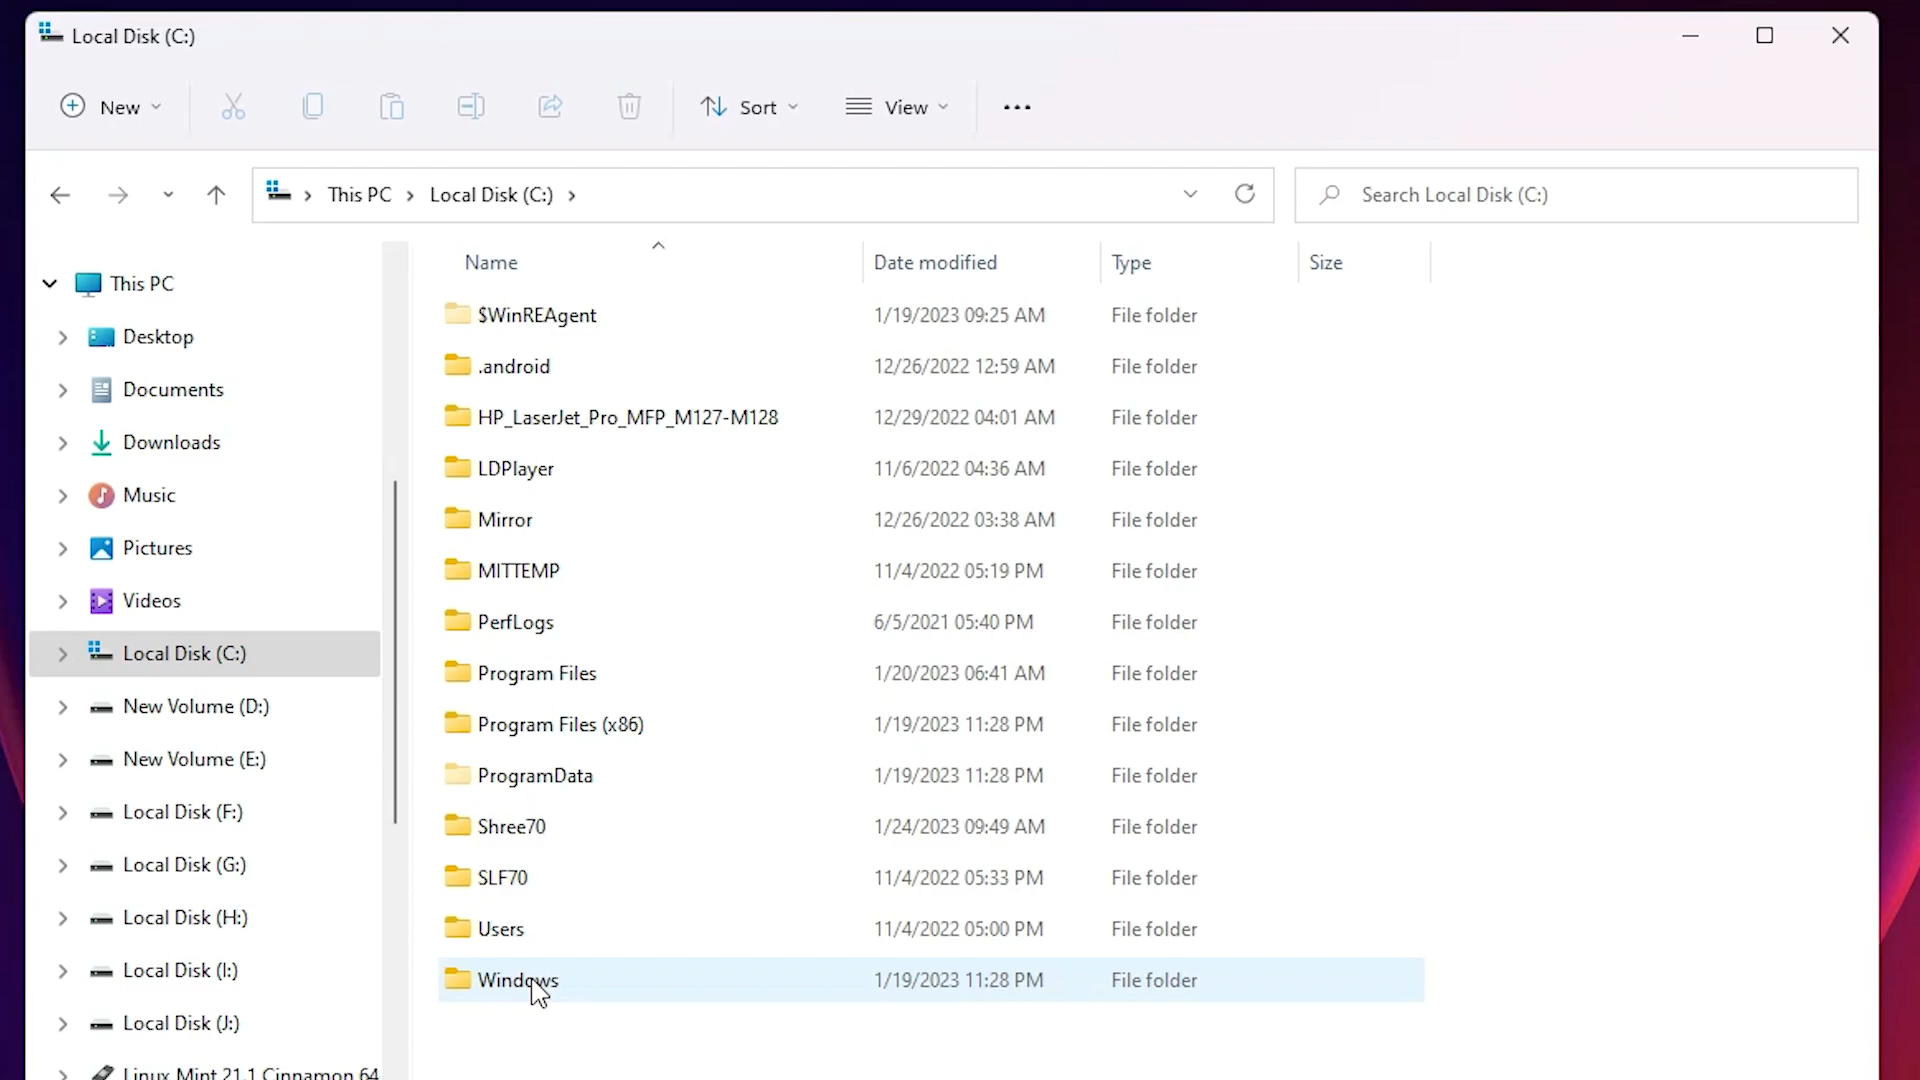 Local Disk (C:)
New
Sort
View
This PC
Local Disk (C:)
Search Local Disk (C:)
Name
Date modified
Type
Size
This PC
Desktop
Documents
Downloads
Music
Pictures
Videos
Local Disk (C:)
New Volume (D:)
New Volume (E:)
Local Disk (F:)
Local Disk (G:)
Local Disk (H:)
Local Disk (I:)
Local Disk (J:)
Linux Mint 21.1 Cinnamon 64
$WinREAgent 1/19/2023 09:25 AM File folder
.android 12/26/2022 12:59 AM File folder
HP_LaserJet_Pro_MFP_M127-M128 12/29/2022 04:01 AM File folder
LDPlayer 11/6/2022 04:36 AM File folder
Mirror 12/26/2022 03:38 AM File folder
MITTEMP 11/4/2022 05:19 PM File folder
PerfLogs 6/5/2021 05:40 PM File folder
Program Files 1/20/2023 06:41 AM File folder
Program Files (x86) 1/19/2023 11:28 PM File folder
ProgramData 1/19/2023 11:28 PM File folder
Shree70 1/24/2023 09:49 AM File folder
SLF70 11/4/2022 05:33 PM File folder
Users 11/4/2022 05:00 PM File folder
Windows 1/19/2023 11:28 PM File folder